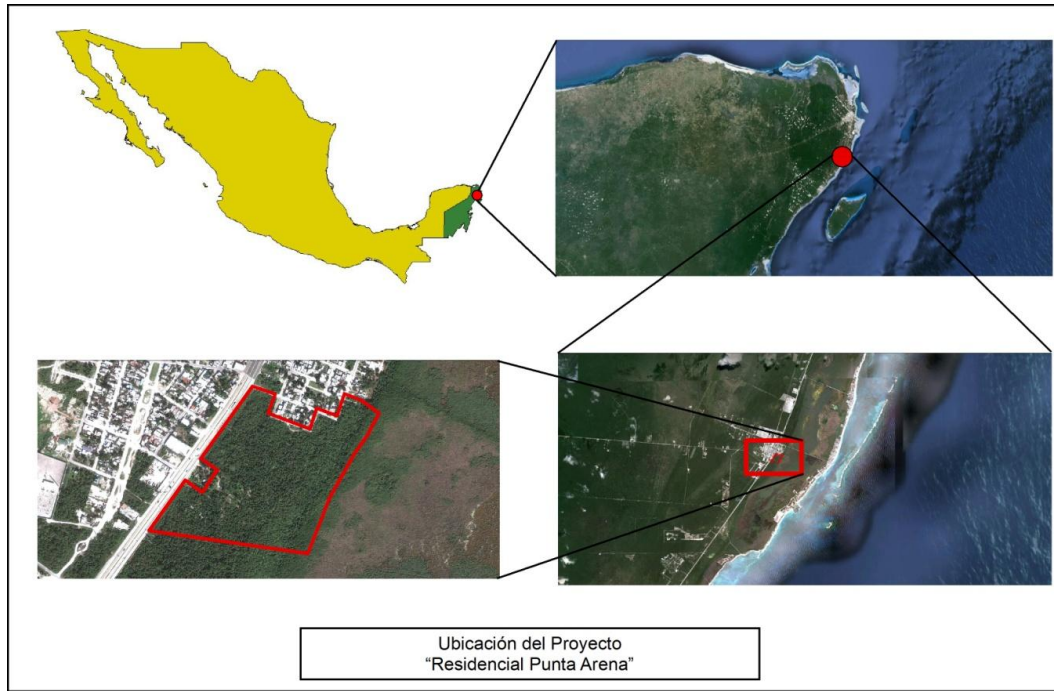 Ubicación del Proyecto
“Residencial Punta Arena”